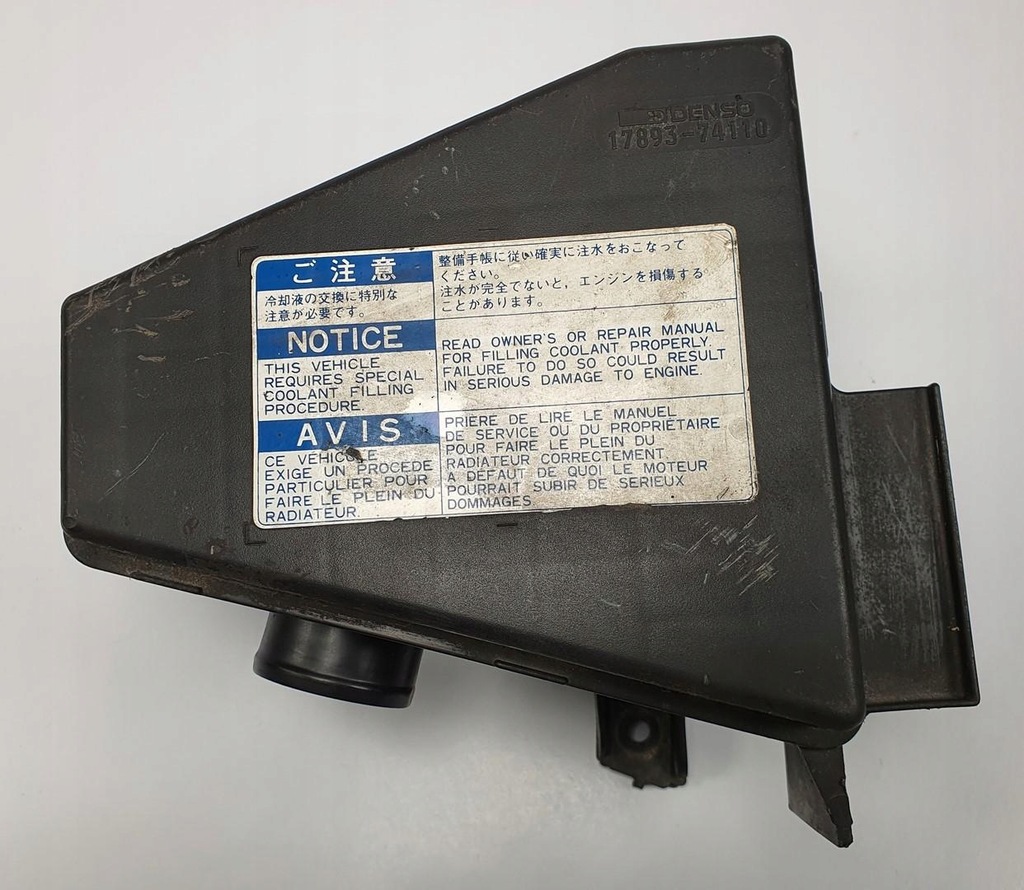 DENSO
17893-74110
ご注意
冷却液の交換に特別な
注意が必要です。
整備手帳に従い確実に注水をおこなって
ください。
注水が完全でないと，エンジンを損傷する
ことがあります。
NOTICE
THIS VEHICLE
REQUIRES SPECIAL
COOLANT FILLING
PROCEDURE.
READ OWNER'S OR REPAIR MANUAL
FOR FILLING COOLANT PROPERLY.
FAILURE TO DO SO COULD RESULT
IN SERIOUS DAMAGE TO ENGINE.
AVIS
CE VÉHICULE
EXIGE UN PROCEDE
PARTICULIER POUR
FAIRE LE PLEIN DU
RADIATEUR.
PRIÈRE DE LIRE LE MANUEL
DE SERVICE OU DU PROPRIÉTAIRE
POUR FAIRE LE PLEIN DU
RADIATEUR CORRECTEMENT
A DÉFAUT DE QUOI LE MOTEUR
POURRAIT SUBIR DE SERIEUX
DOMMAGES.